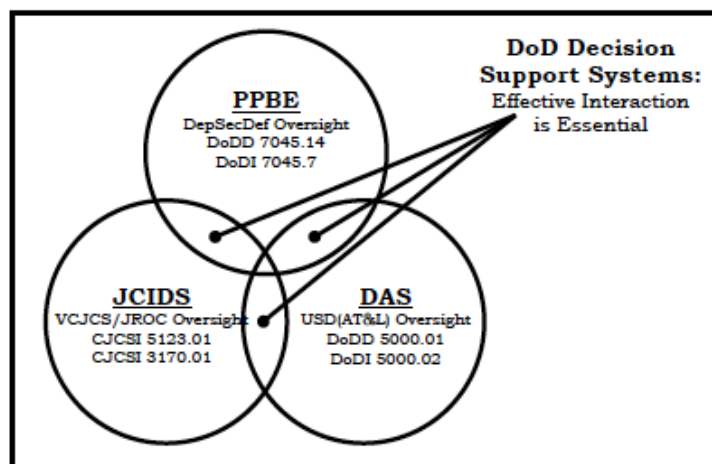 DoD Decision
Support Systems:
Effective Interaction
is Essential
PPBE
DepSecDef Oversight
DoDD 7045.14
DoDI 7045.7
JCIDS
VCJCS/JROC Oversight
CJCSI 5123.01
CJCSI 3170.01
DAS
USD(AT&L) Oversight
DoDD 5000.01
DoDI 5000.02